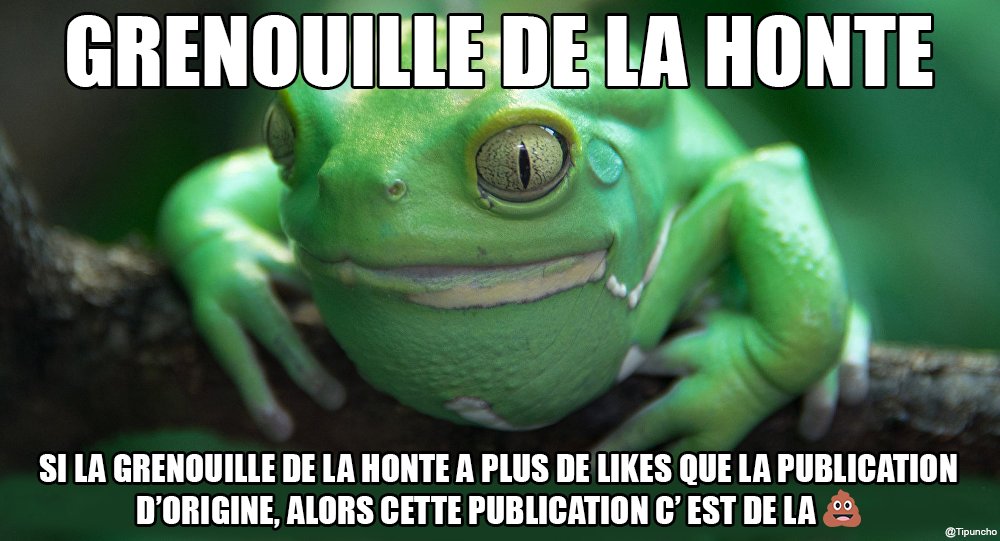 GRENOUILLE DE LA HONTE
SI LA GRENOUILLE DE LA HONTE A PLUS DE LIKES QUE LA PUBLICATION
D’ORIGINE, ALORS CETTE PUBLICATION C’ EST DE LA 💩
@Tipuncho